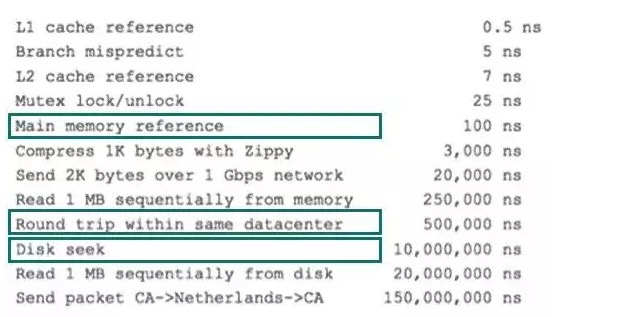 L1 cache reference 0.5 ns
Branch mispredict 5 ns
L2 cache reference 7 ns
Mutex lock/unlock 25 ns
Main memory reference 100 ns
Compress 1K bytes with Zippy 3,000 ns
Send 2K bytes over 1 Gbps network 20,000 ns
Read 1 MB sequentially from memory 250,000 ns
Round trip within same datacenter 500,000 ns
Disk seek 10,000,000 ns
Read 1 MB sequentially from disk 20,000,000 ns
Send packet CA->Netherlands->CA 150,000,000 ns